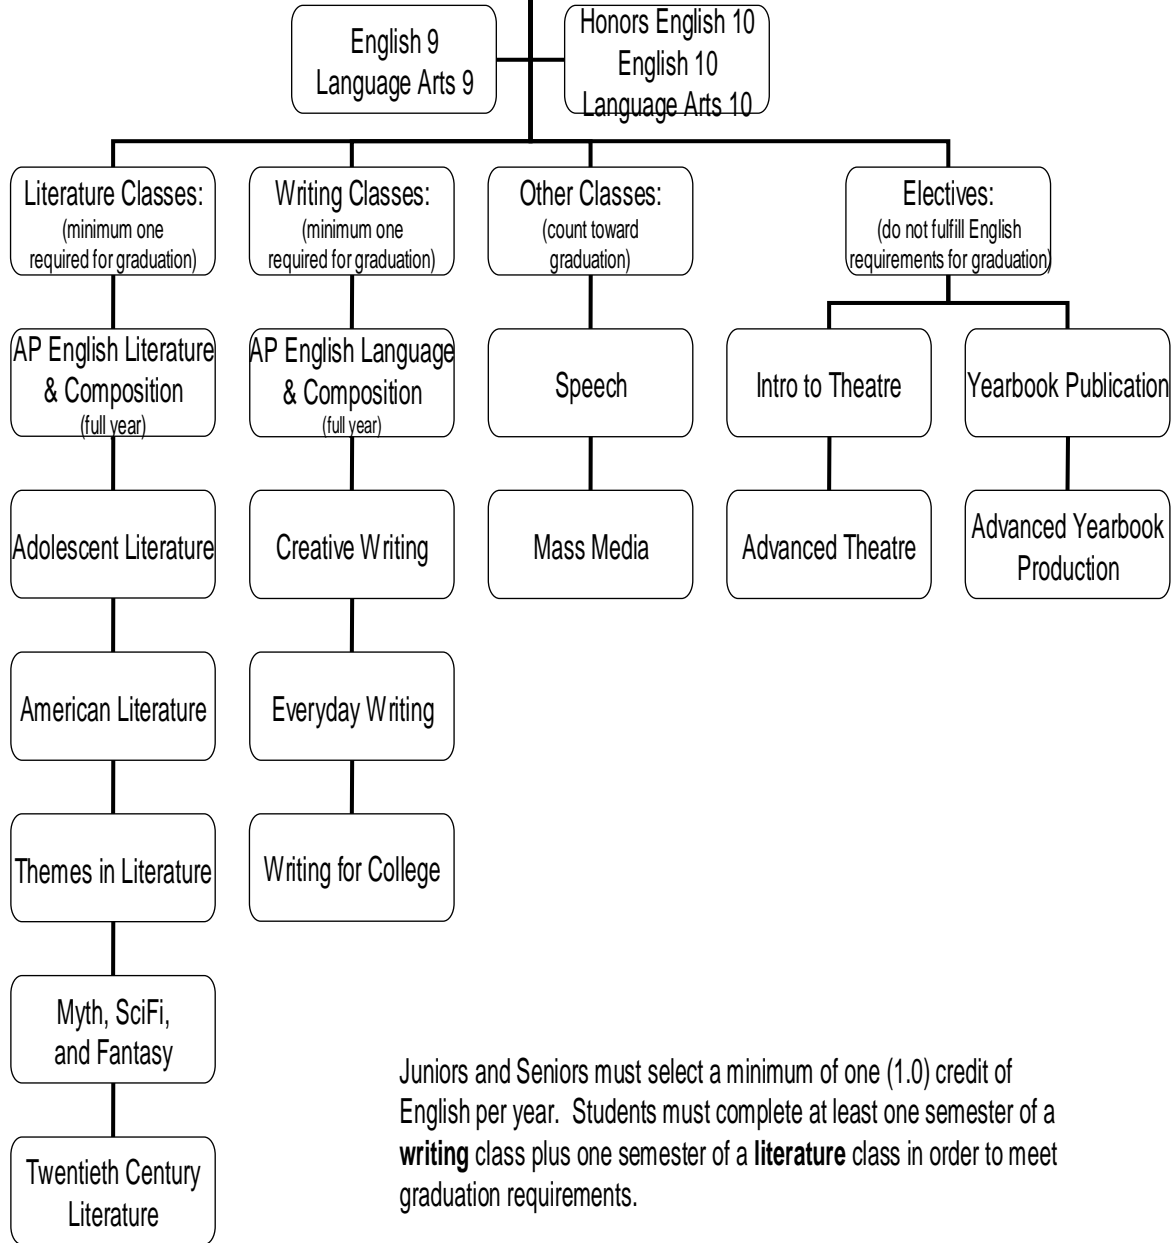 English 9
Language Arts 9
Honors English 10
English 10
Language Arts 10
Literature Classes:
(minimum one
required for graduation)
Writing Classes:
(minimum one
required for graduation)
Other Classes:
(count toward
graduation)
Electives:
(do not fulfill English
requirements for graduation)
AP English Literature
& Composition
(full year)
AP English Language
& Composition
(full year)
Speech
Intro to Theatre
Yearbook Publication
Adolescent Literature
Creative Writing
Mass Media
Advanced Theatre
Advanced Yearbook
Production
American Literature
Everyday Writing
Themes in Literature
Writing for College
Myth, SciFi,
and Fantasy
Twentieth Century
Literature
Juniors and Seniors must select a minimum of one (1.0) credit of
English per year. Students must complete at least one semester of a
writing class plus one semester of a literature class in order to meet
graduation requirements.